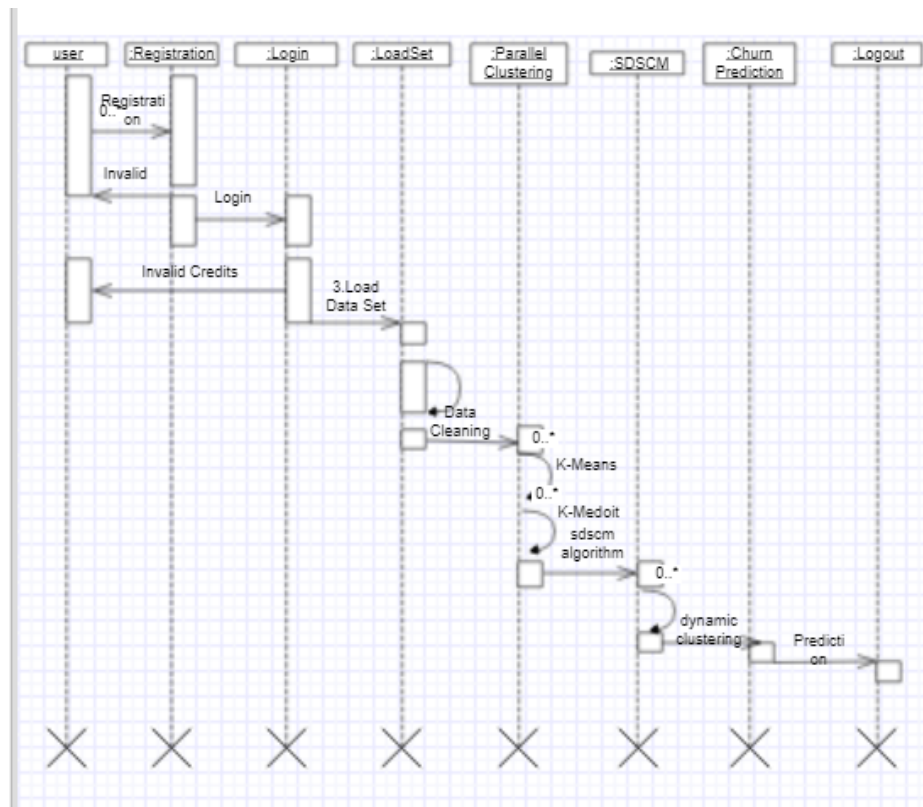 user
:Registration
:Login
:LoadSet
:Parallel
Clustering
:SDSCM
:Churn
Prediction
:Logout
Registrati
0..*
on
Invalid
Login
Invalid Credits
3.Load
Data Set
Data
Cleaning
0..*
K-Means
0..*
K-Medoit
sdscm
algorithm
0..*
dynamic
clustering
Predicti
on